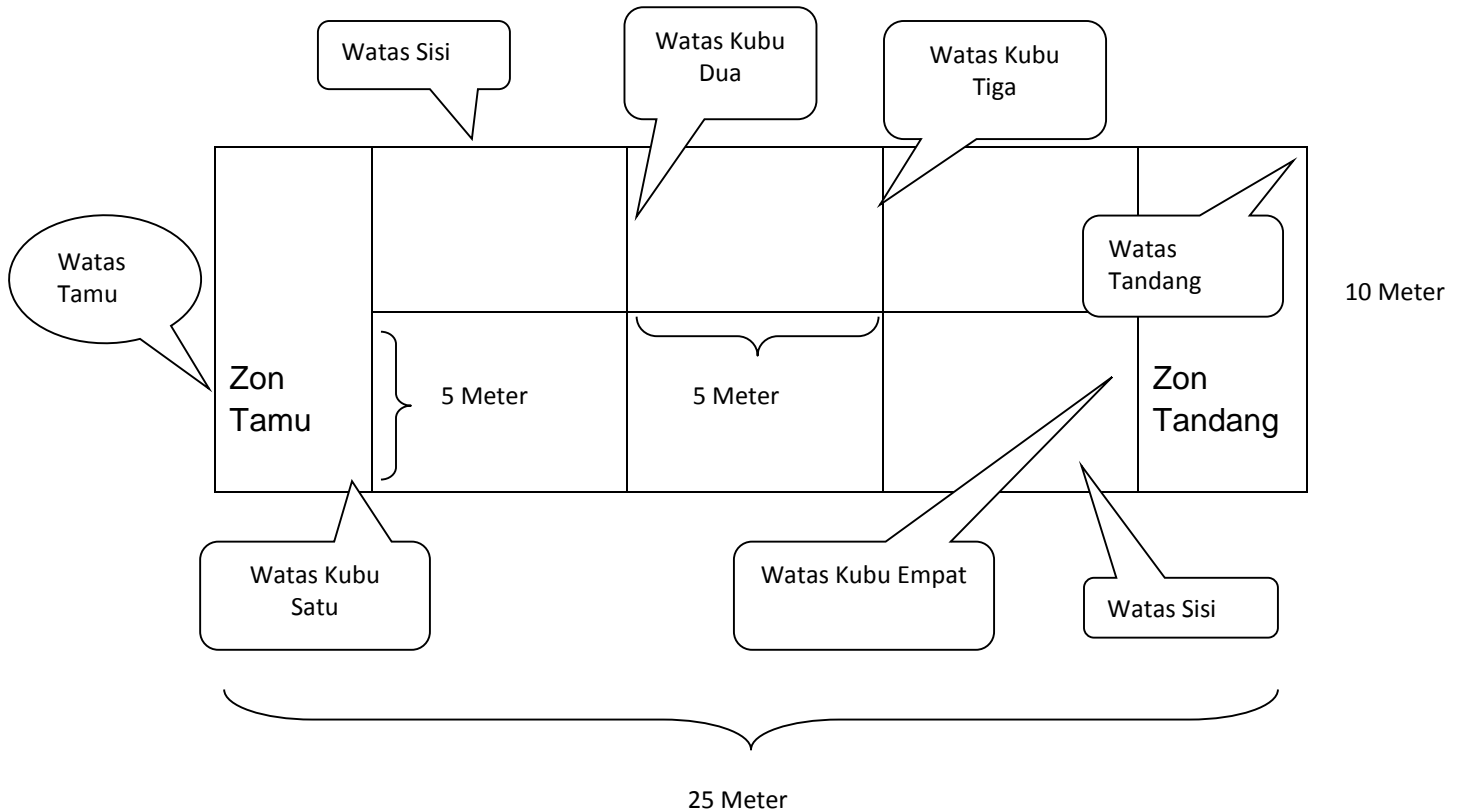 Watas Sisi
Watas Kubu
Dua
Watas Kubu
Tiga
Watas
Tamu
Watas
Tandang
10 Meter
Zon
Tamu
5 Meter
5 Meter
Zon
Tandang
Watas Kubu
Satu
Watas Kubu Empat
Watas Sisi
25 Meter